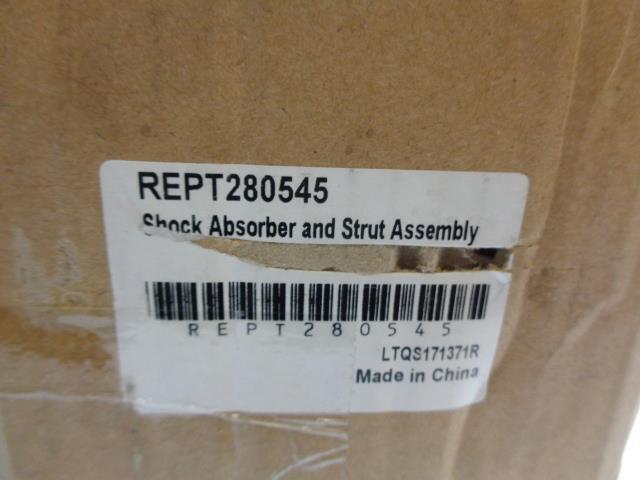 REPT280545
Shock Absorber and Strut Assembly
REPT280545
LTQS171371R
Made in China